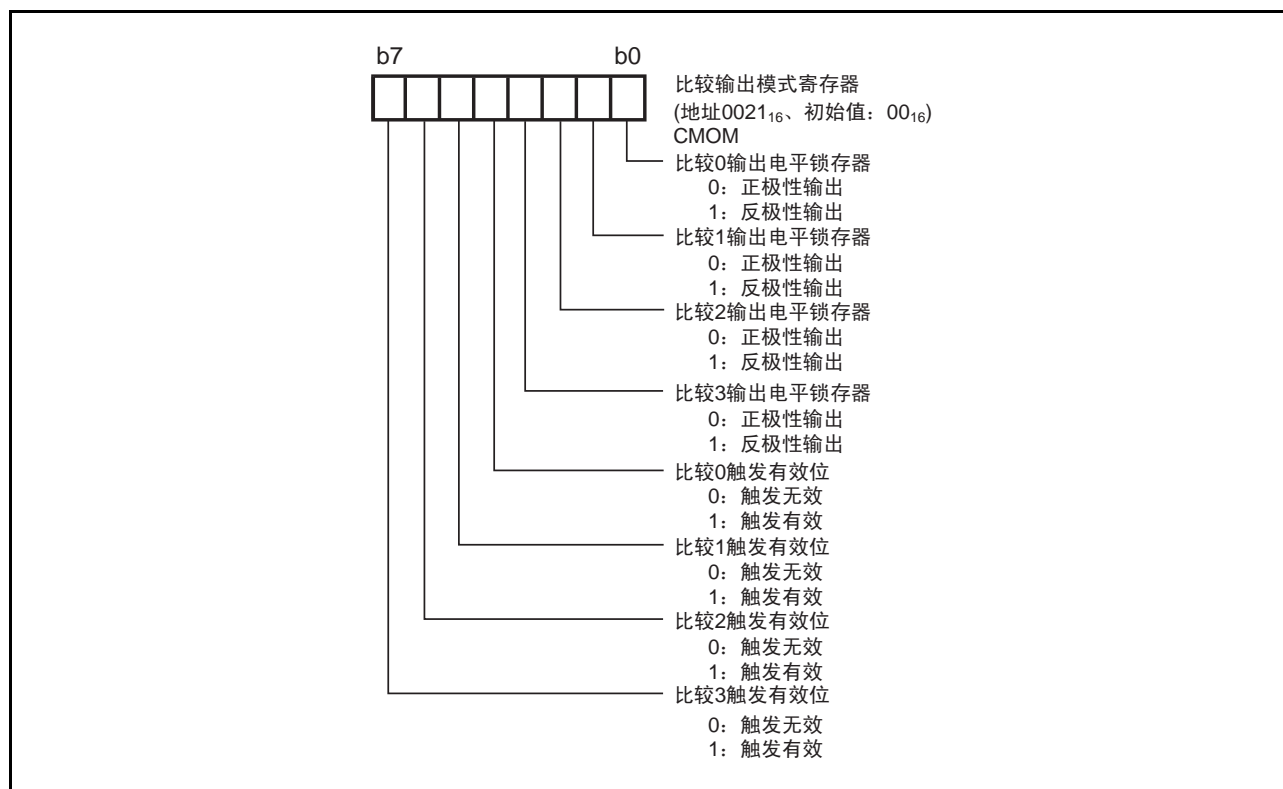 b7 b0
比较输出模式寄存器
(地址0021₁₆、初始值：00₁₆)
CMOM
比较0输出电平锁存器
0：正极性输出
1：反极性输出
比较1输出电平锁存器
0：正极性输出
1：反极性输出
比较2输出电平锁存器
0：正极性输出
1：反极性输出
比较3输出电平锁存器
0：正极性输出
1：反极性输出
比较0触发有效位
0：触发无效
1：触发有效
比较1触发有效位
0：触发无效
1：触发有效
比较2触发有效位
0：触发无效
1：触发有效
比较3触发有效位
0：触发无效
1：触发有效